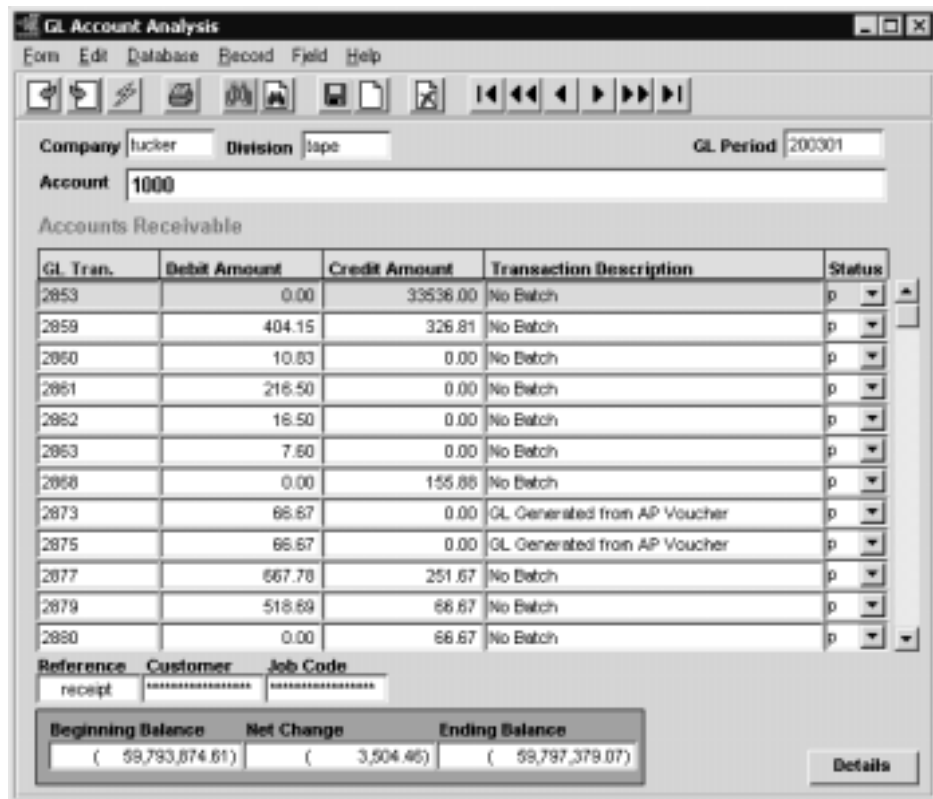 GL Account Analysis
Form Edit Database Record Field Help
Company tucker Division tape GL Period 200301
Account 1000
Accounts Receivable
GL Tran. Debit Amount Credit Amount Transaction Description Status
2853 0.00 33536.00 No Batch p
2859 404.15 326.81 No Batch p
2860 10.83 0.00 No Batch p
2861 216.50 0.00 No Batch p
2862 16.50 0.00 No Batch p
2863 7.60 0.00 No Batch p
2868 0.00 155.88 No Batch p
2873 66.67 0.00 GL Generated from AP Voucher p
2875 66.67 0.00 GL Generated from AP Voucher p
2877 667.78 251.67 No Batch p
2879 518.69 66.67 No Batch p
2880 0.00 66.67 No Batch p
Reference Customer Job Code
receipt ****************** ******************
Beginning Balance Net Change Ending Balance
( 59,793,874.61) ( 3,504.46) ( 59,797,379.07)
Details